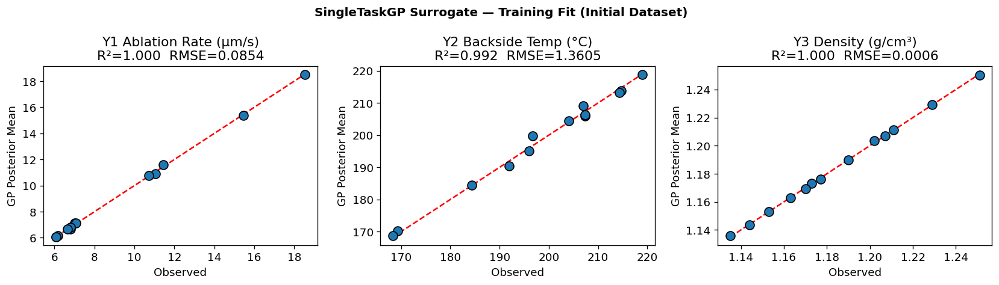 SingleTaskGP Surrogate — Training Fit (Initial Dataset)
Y1 Ablation Rate (µm/s)
R²=1.000  RMSE=0.0854
GP Posterior Mean
18
16
14
12
10
8
6
6 8 10 12 14 16 18
Observed
Y2 Backside Temp (°C)
R²=0.992  RMSE=1.3605
GP Posterior Mean
220
210
200
190
180
170
170 180 190 200 210 220
Observed
Y3 Density (g/cm³)
R²=1.000  RMSE=0.0006
GP Posterior Mean
1.24
1.22
1.20
1.18
1.16
1.14
1.14 1.16 1.18 1.20 1.22 1.24
Observed